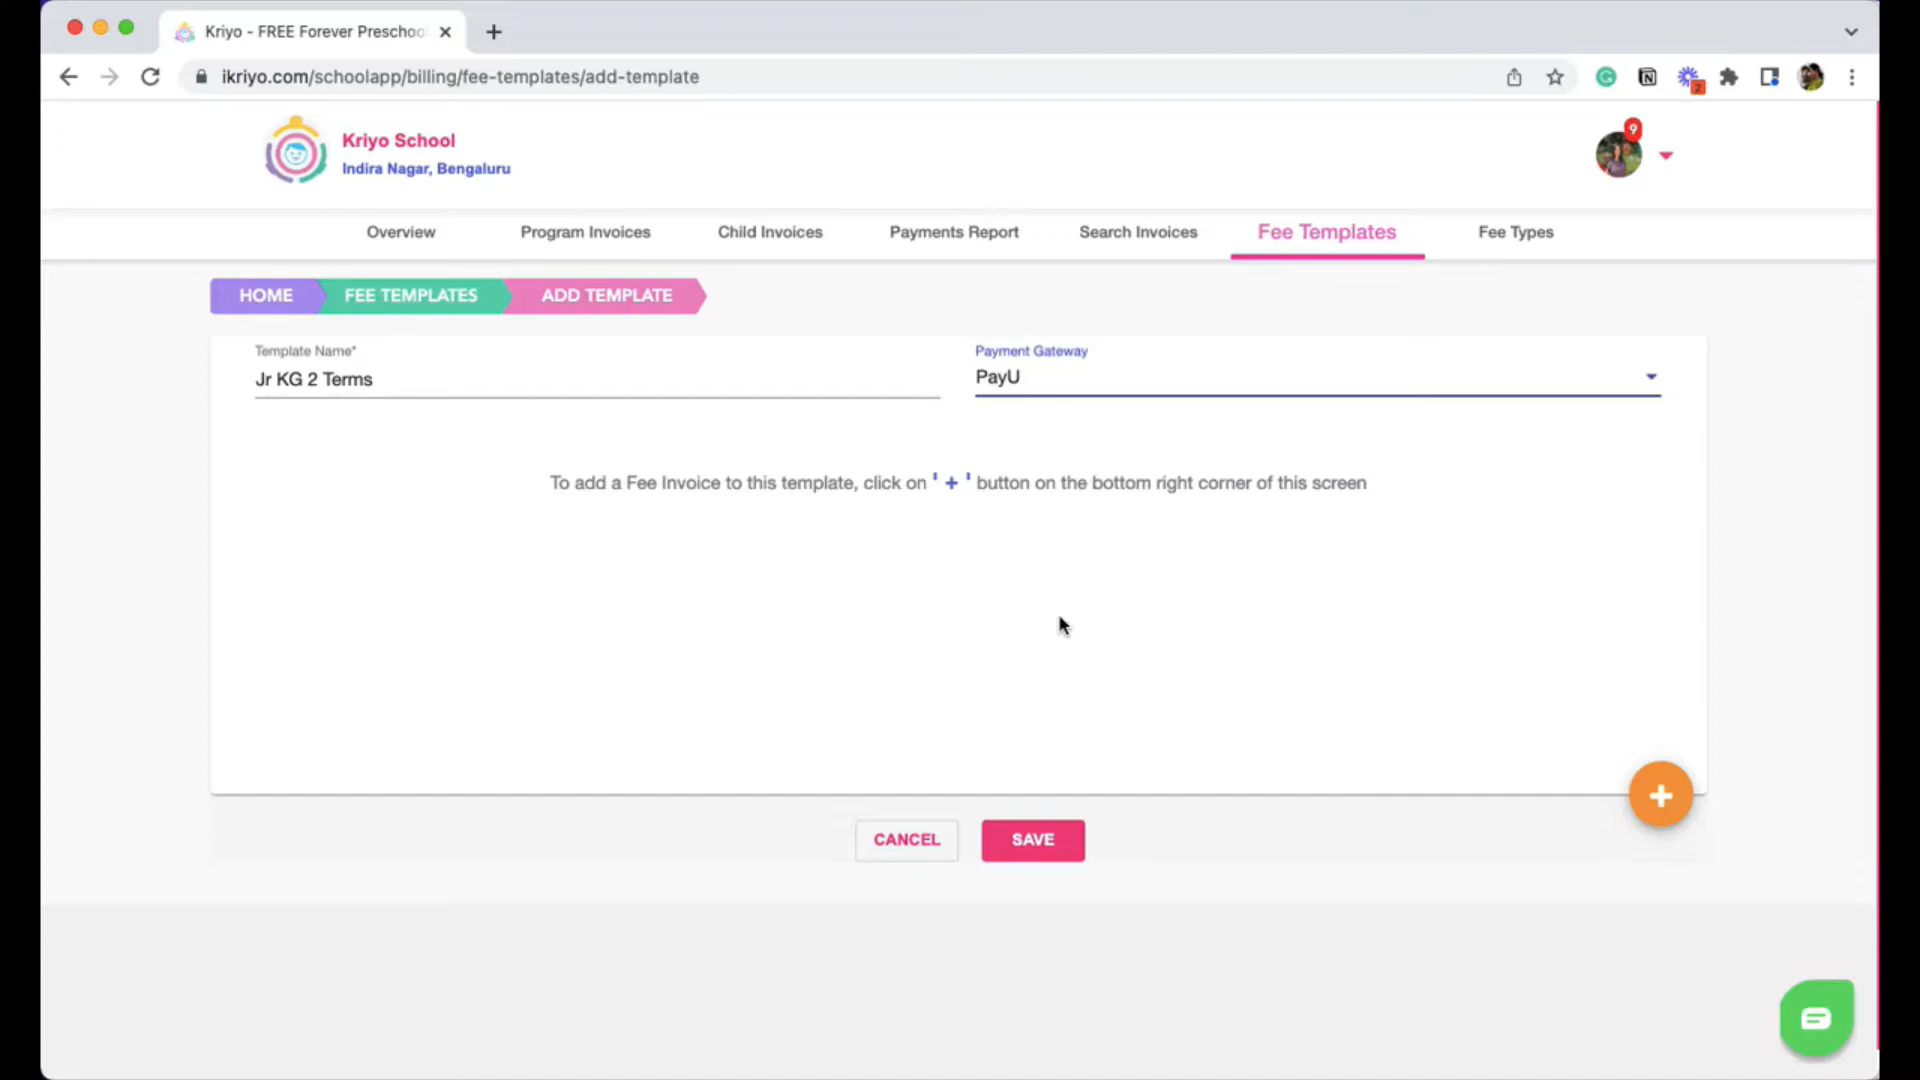 Kriyo - FREE Forever Preschoo
ikriyo.com/schoolapp/billing/fee-templates/add-template
2
Kriyo School
Indira Nagar, Bengaluru
9
Overview
Program Invoices
Child Invoices
Payments Report
Search Invoices
Fee Templates
Fee Types
HOME
FEE TEMPLATES
ADD TEMPLATE
Template Name*
Jr KG 2 Terms
Payment Gateway
PayU
To add a Fee Invoice to this template, click on ' + ' button on the bottom right corner of this screen
+
CANCEL
SAVE